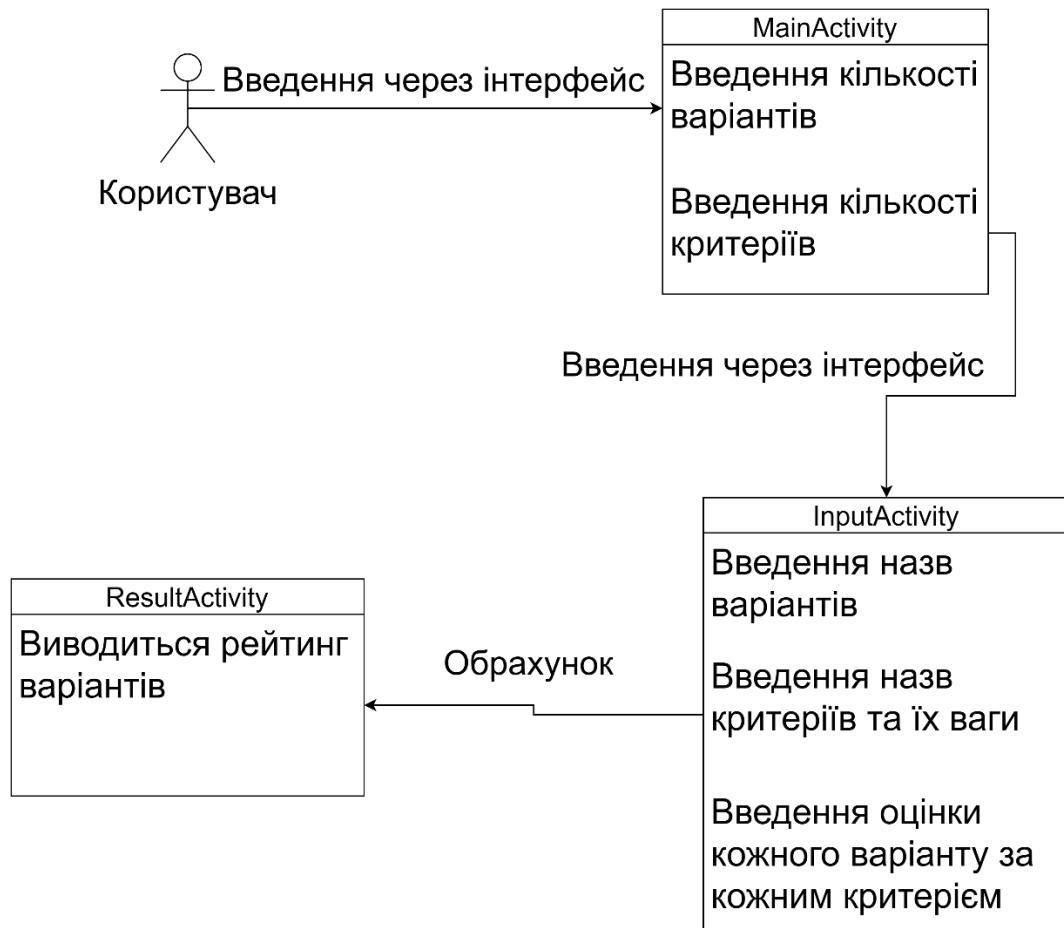 MainActivity
Введення кількості
варіантів
Введення кількості
критеріїв
Введення через інтерфейс
Користувач
Введення через інтерфейс
InputActivity
Введення назв
варіантів
Введення назв
критеріїв та їх ваги
Введення оцінки
кожного варіанту за
кожним критерієм
Обрахунок
ResultActivity
Виводиться рейтинг
варіантів